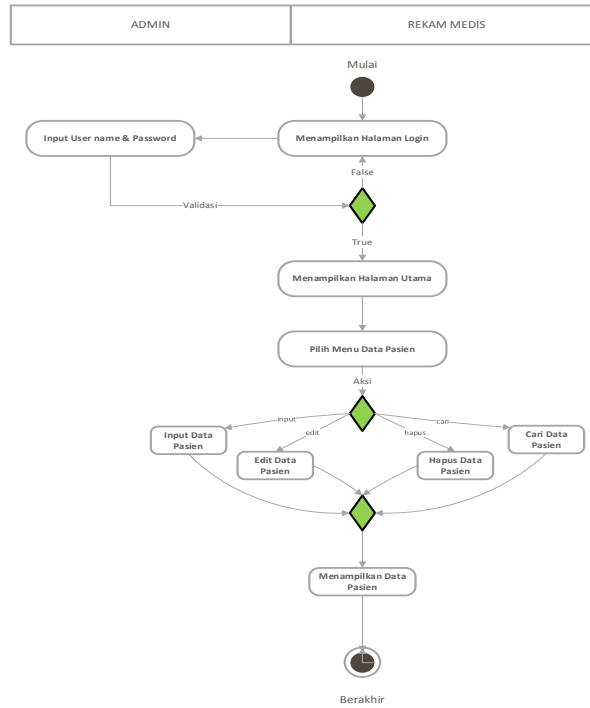 ADMIN
REKAM MEDIS
Mulai
Input User name & Password
Menampilkan Halaman Login
False
Validasi
True
Menampilkan Halaman Utama
Pilih Menu Data Pasien
Aksi
input
cari
edit
hapus
Input Data
Pasien
Cari Data
Pasien
Edit Data
Pasien
Hapus Data
Pasien
Menampilkan Data
Pasien
Berakhir